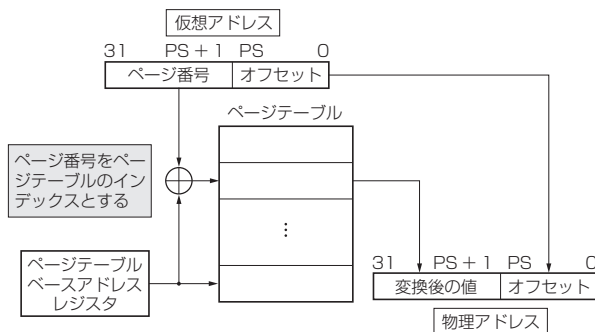 仮想アドレス
31 PS + 1 PS 0
ページ番号 オフセット
ページテーブル
ページ番号をペー
ジテーブルのイン
デックスとする
⋮
ページテーブル
ベースアドレス
レジスタ
31 PS + 1 PS 0
変換後の値 オフセット
物理アドレス